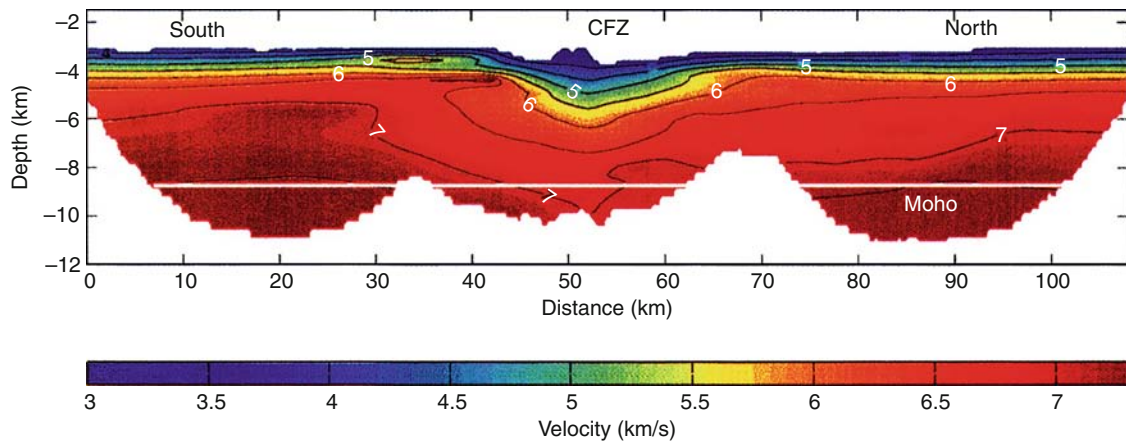 −2
South CFZ North
−4
−6
−8
−10
−12
Depth (km)
5 5 5 5
6 6 6 6
7 7 7
Moho
0 10 20 30 40 50 60 70 80 90 100
Distance (km)
3 3.5 4 4.5 5 5.5 6 6.5 7
Velocity (km/s)